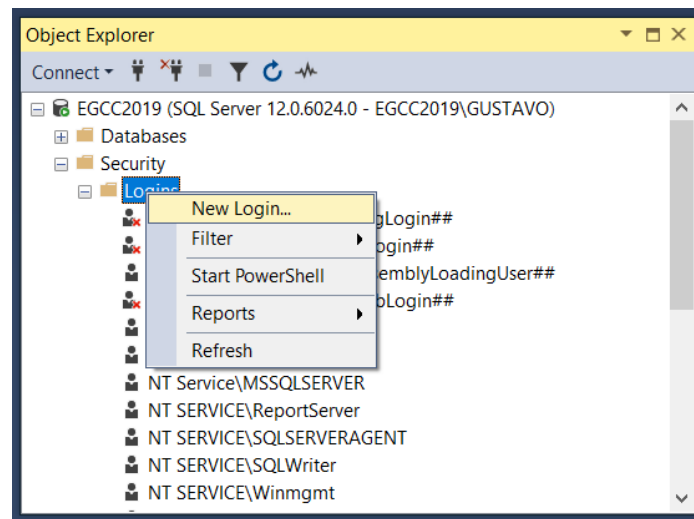 Object Explorer
Connect
EGCC2019 (SQL Server 12.0.6024.0 - EGCC2019\GUSTAVO)
Databases
Security
Logins
New Login...
gLogin##
Filter
ogin##
Start PowerShell
emblyLoadingUser##
Reports
bLogin##
Refresh
NT Service\MSSQLSERVER
NT SERVICE\ReportServer
NT SERVICE\SQLSERVERAGENT
NT SERVICE\SQLWriter
NT SERVICE\Winmgmt